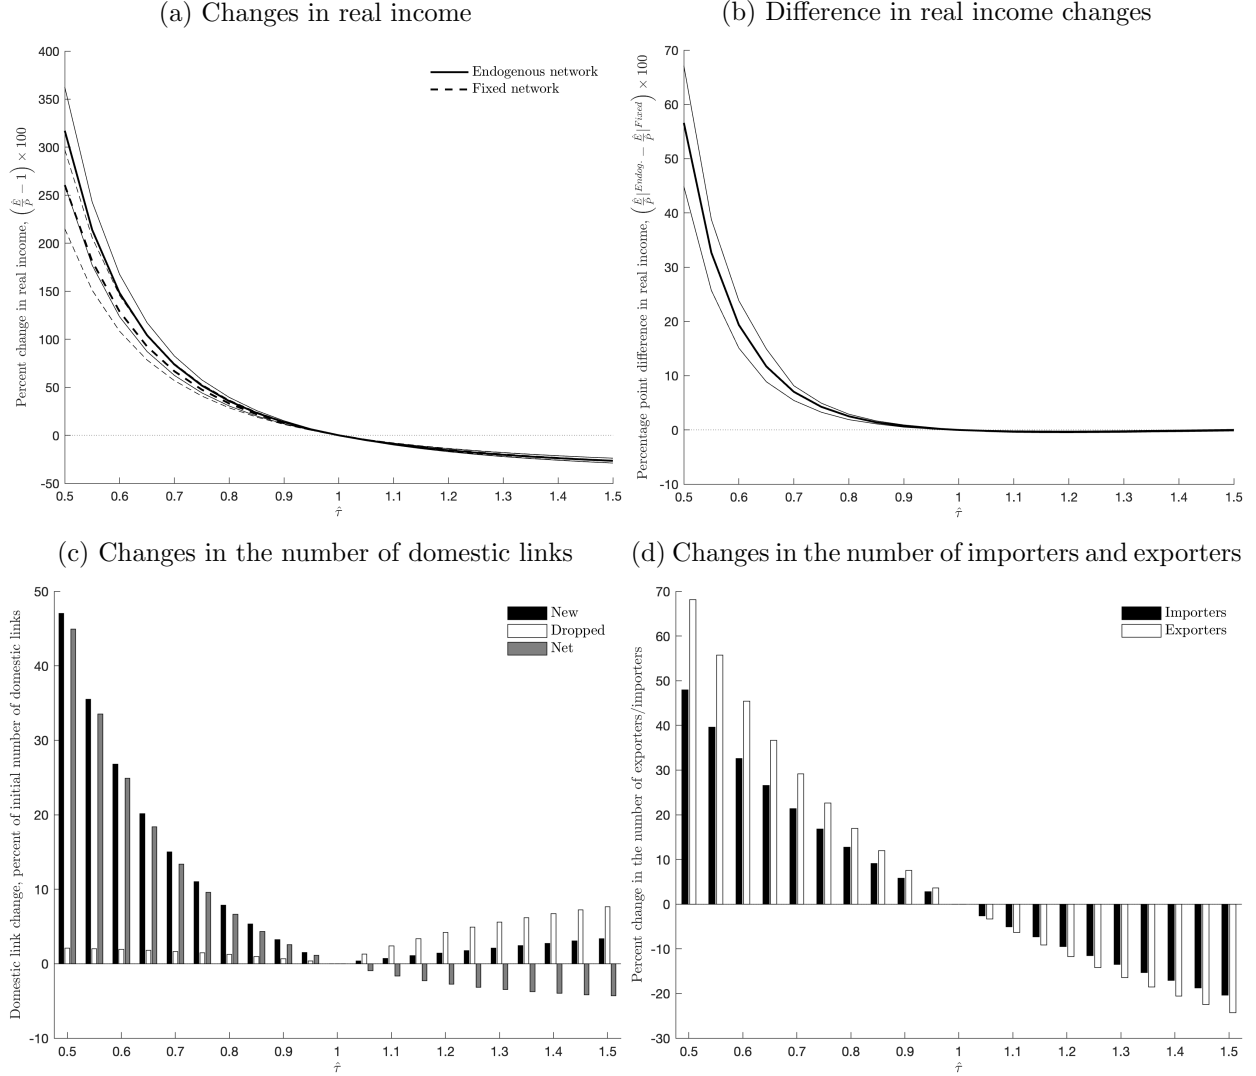 (a) Changes in real income
Percent change in real income, (Ê/P̂ − 1) × 100
400
350
300
250
200
150
100
50
0
-50
Endogenous network
Fixed network
0.5 0.6 0.7 0.8 0.9 1 1.1 1.2 1.3 1.4 1.5
τ̂
(b) Difference in real income changes
Percentage point difference in real income, (Ê/P̂|^Endog. − Ê/P̂|^Fixed) × 100
70
60
50
40
30
20
10
0
-10
0.5 0.6 0.7 0.8 0.9 1 1.1 1.2 1.3 1.4 1.5
τ̂
(c) Changes in the number of domestic links
Domestic link change, percent of initial number of domestic links
50
40
30
20
10
0
-10
New
Dropped
Net
0.5 0.6 0.7 0.8 0.9 1 1.1 1.2 1.3 1.4 1.5
τ̂
(d) Changes in the number of importers and exporters
Percent change in the number of exporters/importers
70
60
50
40
30
20
10
0
-10
-20
-30
Importers
Exporters
0.5 0.6 0.7 0.8 0.9 1 1.1 1.2 1.3 1.4 1.5
τ̂